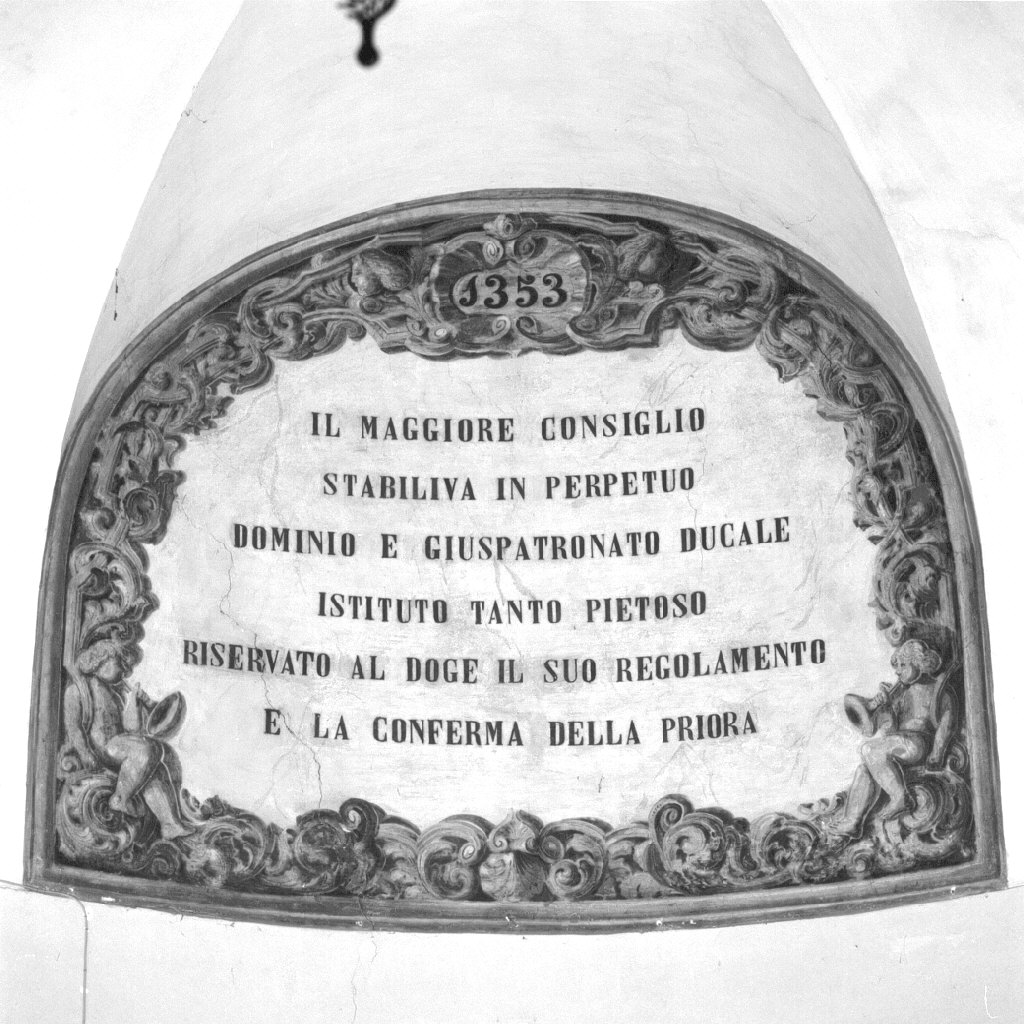 1353
IL MAGGIORE CONSIGLIO
STABILIVA IN PERPETUO
DOMINIO E GIUSPATRONATO DUCALE
ISTITUTO TANTO PIETOSO
RISERVATO AL DOGE IL SUO REGOLAMENTO
E LA CONFERMA DELLA PRIORA